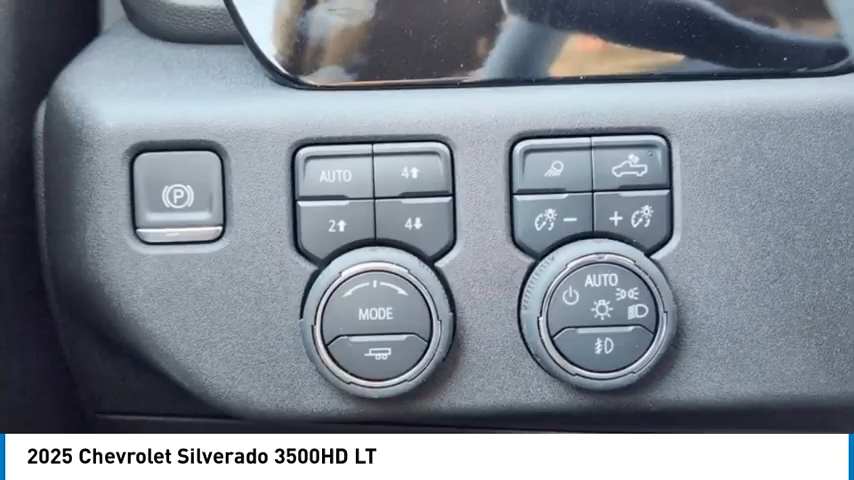 AUTO 4↑
2↑ 4↓
P
− +
MODE
AUTO
2025 Chevrolet Silverado 3500HD LT